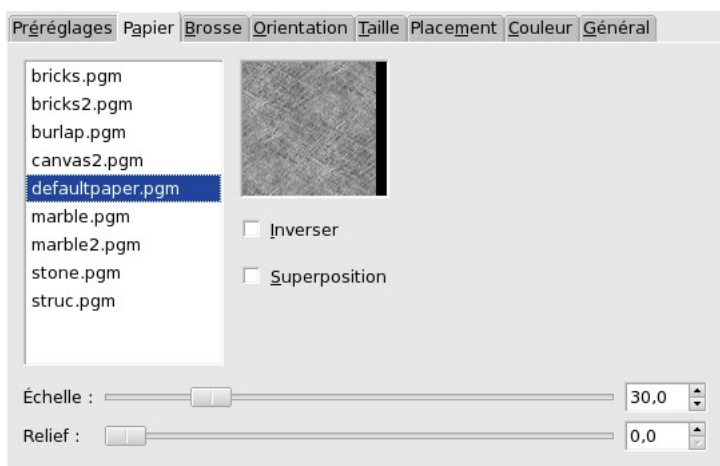 Préréglages Papier Brosse Orientation Taille Placement Couleur Général
bricks.pgm
bricks2.pgm
burlap.pgm
canvas2.pgm
defaultpaper.pgm
marble.pgm
marble2.pgm
stone.pgm
struc.pgm
Inverser
Superposition
Échelle : 30,0
Relief : 0,0